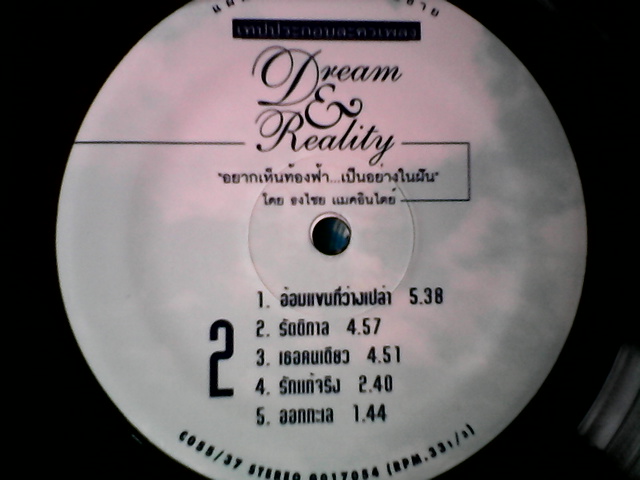 เทปประกอบละครเพลง
Dream
&
Reality
"อยากเห็นท้องฟ้า...เป็นอย่างในฝัน"
โดย ธงไชย แมคอินไตย์
2
1. อ้อมแขนที่ว่างเปล่า 5.38
2. รัตติกาล 4.57
3. เธอคนเดียว 4.51
4. รักแท้จริง 2.40
5. ออกทะเล 1.44
STEREO (RPM.331/3)